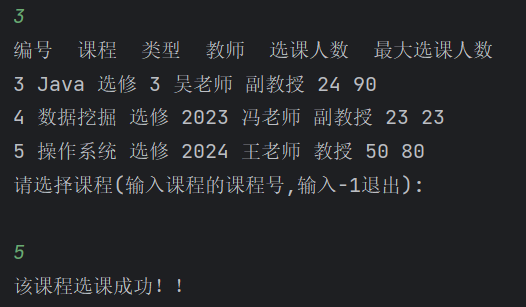 3
编号  课程  类型  教师  选课人数  最大选课人数
3 Java 选修 3 吴老师 副教授 24 90
4 数据挖掘 选修 2023 冯老师 副教授 23 23
5 操作系统 选修 2024 王老师 教授 50 80
请选择课程(输入课程的课程号,输入-1退出):
5
该课程选课成功！！